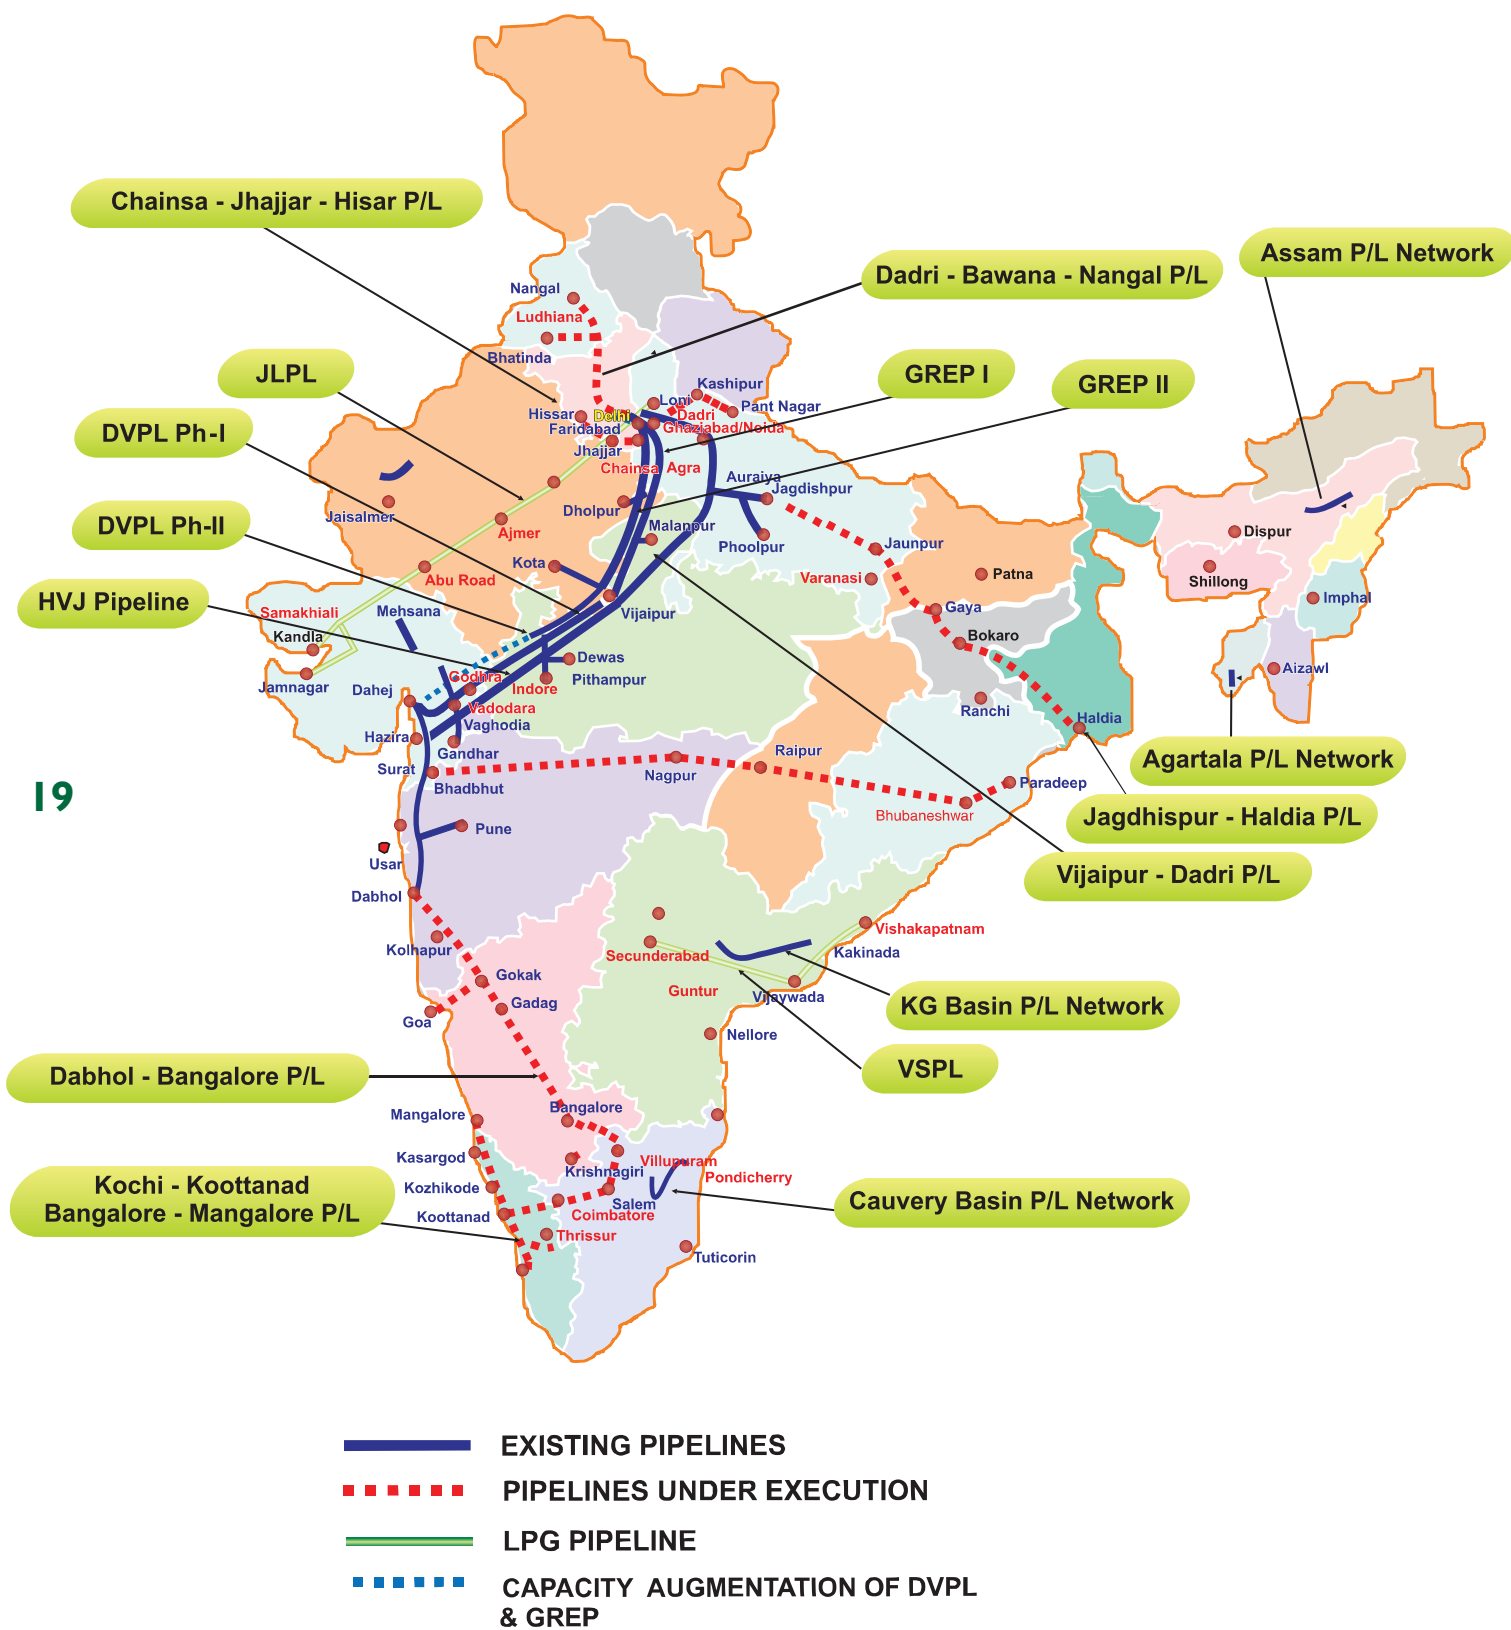 Chainsa - Jhajjar - Hisar P/L
Dadri - Bawana - Nangal P/L
Assam P/L Network
JLPL
GREP I
GREP II
DVPL Ph-I
DVPL Ph-II
HVJ Pipeline
Nangal
Ludhiana
Bhatinda
Kashipur
Loni
Pant Nagar
Hissar
Delhi
Dadri
Faridabad
Ghaziabad/Noida
Jhajjar
Chainsa
Agra
Auraiya
Jagdishpur
Jaisalmer
Dholpur
Malanpur
Ajmer
Phoolpur
Jaunpur
Kota
Abu Road
Varanasi
Patna
Dispur
Shillong
Imphal
Samakhiali
Mehsana
Vijaipur
Gaya
Kandla
Bokaro
Dewas
Pithampur
Aizawl
Jamnagar
Dahej
Godhra
Indore
Vadodara
Vaghodia
Ranchi
Haldia
Hazira
Gandhar
Agartala P/L Network
Surat
Nagpur
Raipur
Bhadbhut
Paradeep
19
Bhubaneshwar
Jagdhispur - Haldia P/L
Pune
Usar
Vijaipur - Dadri P/L
Dabhol
Vishakapatnam
Kolhapur
Secunderabad
Kakinada
Gokak
Guntur
Vijaywada
KG Basin P/L Network
Gadag
Goa
Nellore
VSPL
Dabhol - Bangalore P/L
Bangalore
Mangalore
Kasargod
Krishnagiri
Villupuram
Pondicherry
Kochi - Koottanad
Bangalore - Mangalore P/L
Kozhikode
Salem
Cauvery Basin P/L Network
Koottanad
Coimbatore
Thrissur
Tuticorin
EXISTING PIPELINES
PIPELINES UNDER EXECUTION
LPG PIPELINE
CAPACITY AUGMENTATION OF DVPL
& GREP